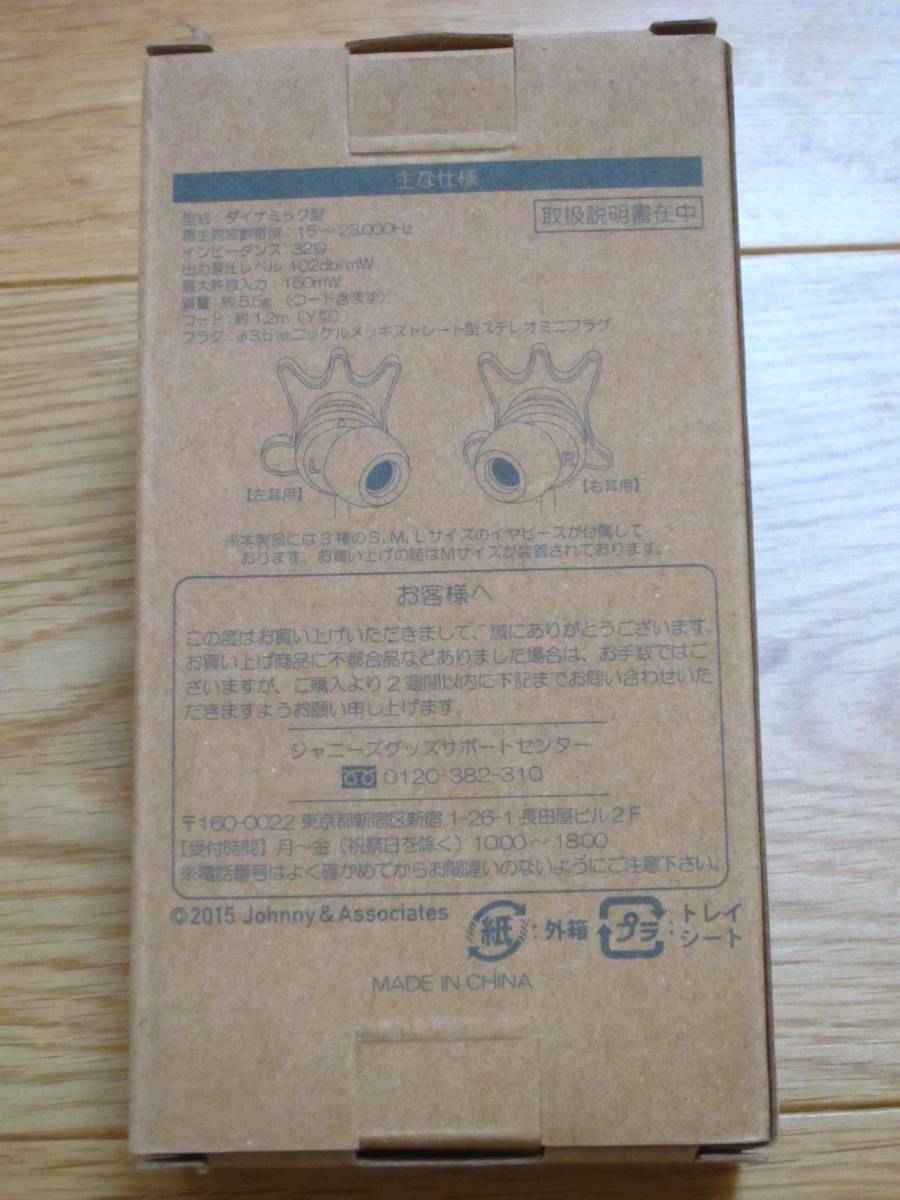 主な仕様
取扱説明書在中
型式：ダイナミック型
再生周波数帯域：15～23.000Hz
インピーダンス：32Ω
出力音圧レベル：102db/mW
最大許容入力：150mW
質量：約5.5g（コード含まず）
コード：約1.2m（Y型）
プラグ：φ3.5㎜ニッケルメッキストレート型ステレオミニプラグ
L
R
【左耳用】
【右耳用】
※本製品には3種のS、M、Lサイズのイヤピースが付属して
おります。お買い上げの時はMサイズが装着されております。
お客様へ
この度はお買い上げいただきまして、誠にありがとうございます。
お買い上げ商品に不都合品などありました場合は、お手数ではご
ざいますが、ご購入より2週間以内に下記までお問い合わせいた
だきますようお願い申し上げます。
ジャニーズグッズサポートセンター
0120-382-310
〒160-0022 東京都新宿区新宿1-26-1 長田屋ビル2F
【受付時間】月～金（祝祭日を除く）10:00～18:00
※電話番号はよく確かめてからお間違いのないようにご注意下さい。
©2015 Johnny & Associates
紙：外箱
プラ：トレイ
シート
MADE IN CHINA